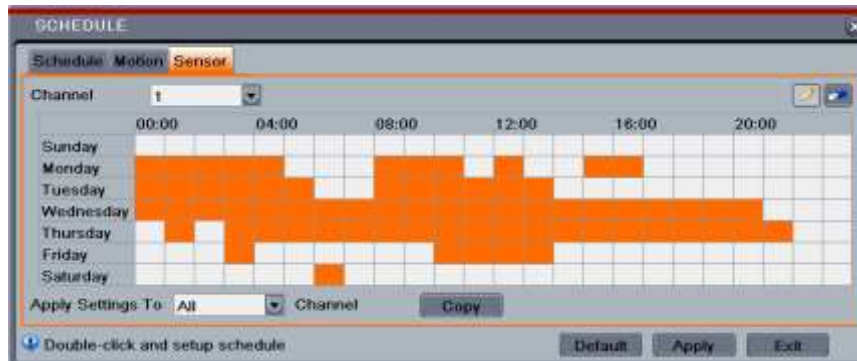 SCHEDULE
Schedule Motion Sensor
Channel 1
00:00 04:00 08:00 12:00 16:00 20:00
Sunday
Monday
Tuesday
Wednesday
Thursday
Friday
Saturday
Apply Settings To All Channel Copy
Double-click and setup schedule Default Apply Exit